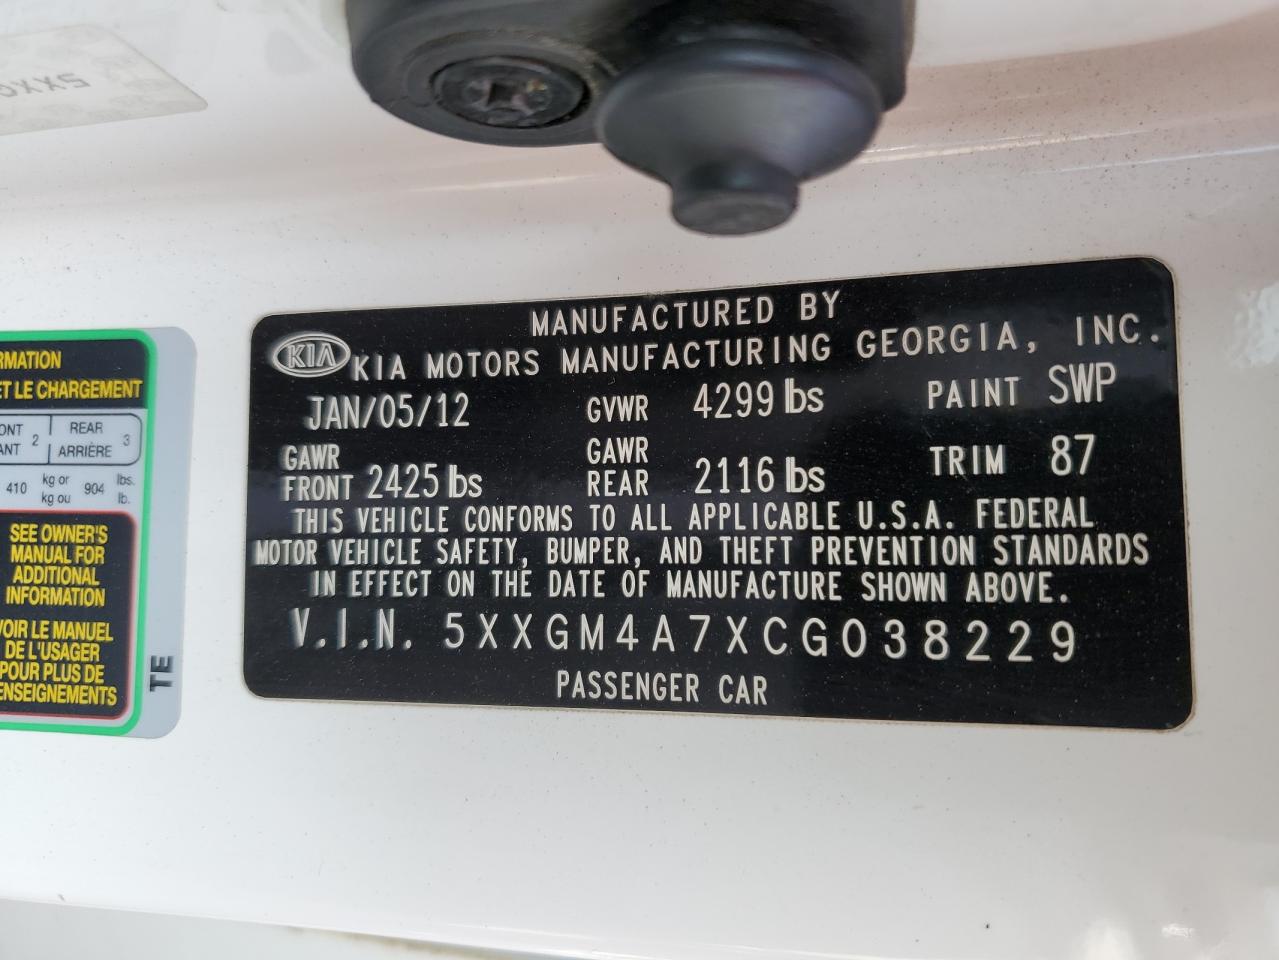 5XXG
RMATION
ET LE CHARGEMENT
ONT 2 REAR 3
ANT ARRIÈRE
410 kg or 904 lbs.
kg ou lb.
SEE OWNER'S
MANUAL FOR
ADDITIONAL
INFORMATION
VOIR LE MANUEL
DE L'USAGER
POUR PLUS DE
ENSEIGNEMENTS
TE
MANUFACTURED BY
KIA KIA MOTORS MANUFACTURING GEORGIA, INC.
JAN/05/12 GVWR 4299 lbs PAINT SWP
GAWR FRONT 2425 lbs GAWR REAR 2116 lbs TRIM 87
THIS VEHICLE CONFORMS TO ALL APPLICABLE U.S.A. FEDERAL
MOTOR VEHICLE SAFETY, BUMPER, AND THEFT PREVENTION STANDARDS
IN EFFECT ON THE DATE OF MANUFACTURE SHOWN ABOVE.
V.I.N. 5XXGM4A7XCG038229
PASSENGER CAR